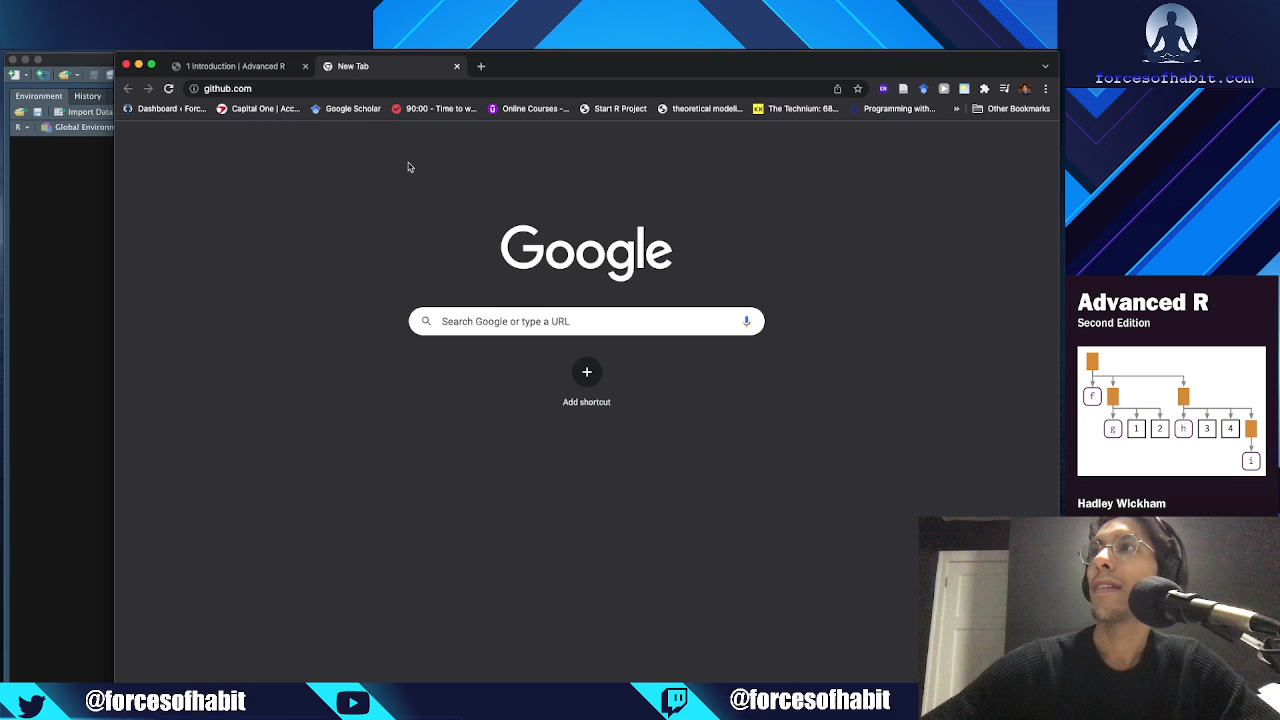 forcesofhabit.com
1 Introduction | Advanced R
New Tab
github.com
Dashboard ‹ Forc...
Capital One | Acc...
Google Scholar
90:00 - Time to w...
Online Courses -...
Start R Project
theoretical modelli...
The Technium: 68...
Programming with...
Other Bookmarks
Environment
History
Import Data
R
Global Environm
Google
Search Google or type a URL
Add shortcut
Advanced R
Second Edition
f
g
1
2
h
3
4
i
Hadley Wickham
@forcesofhabit
@forcesofhabit